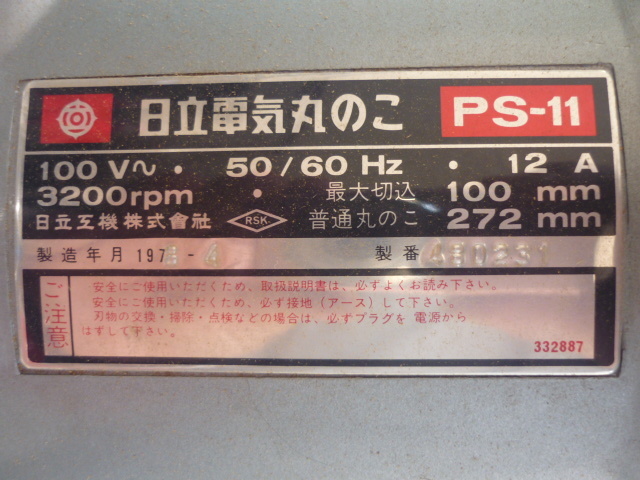 日立電気丸のこ PS-11
100 V〜・50/60 Hz・12 A
3200rpm・最大切込 100 mm
日立工機株式會社 RSK 普通丸のこ 272 mm
製造年月 197 - 4 製番
ご注意
安全にご使用いただくため、取扱説明書は、必ずよくお読み下さい。
安全にご使用いただくため、必ず接地(アース)して下さい。
刃物の交換・掃除・点検などの場合は、必ずプラグを電源から
はずして下さい。
332887